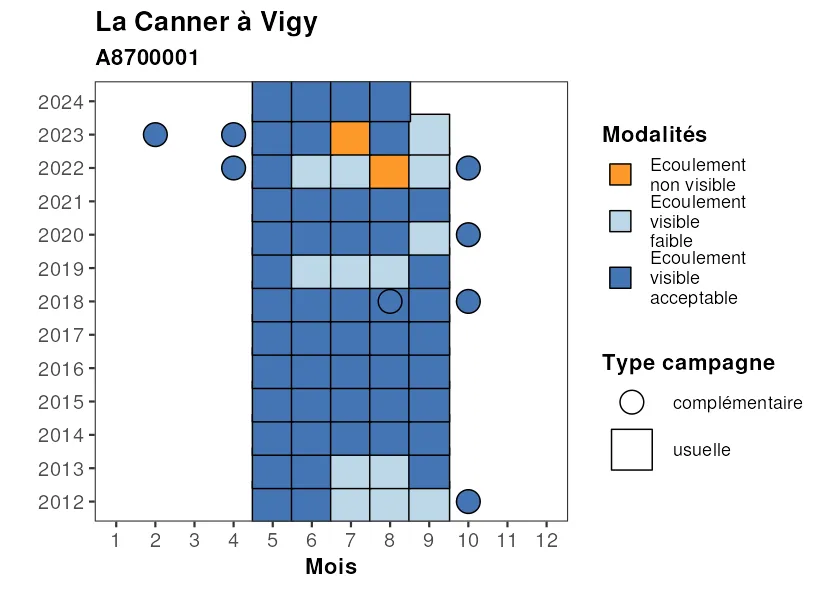 La Canner à Vigy
A8700001
2024
2023
2022
2021
2020
2019
2018
2017
2016
2015
2014
2013
2012
1 2 3 4 5 6 7 8 9 10 11 12
Mois
Modalités
Ecoulement
non visible
Ecoulement
visible
faible
Ecoulement
visible
acceptable
Type campagne
complémentaire
usuelle